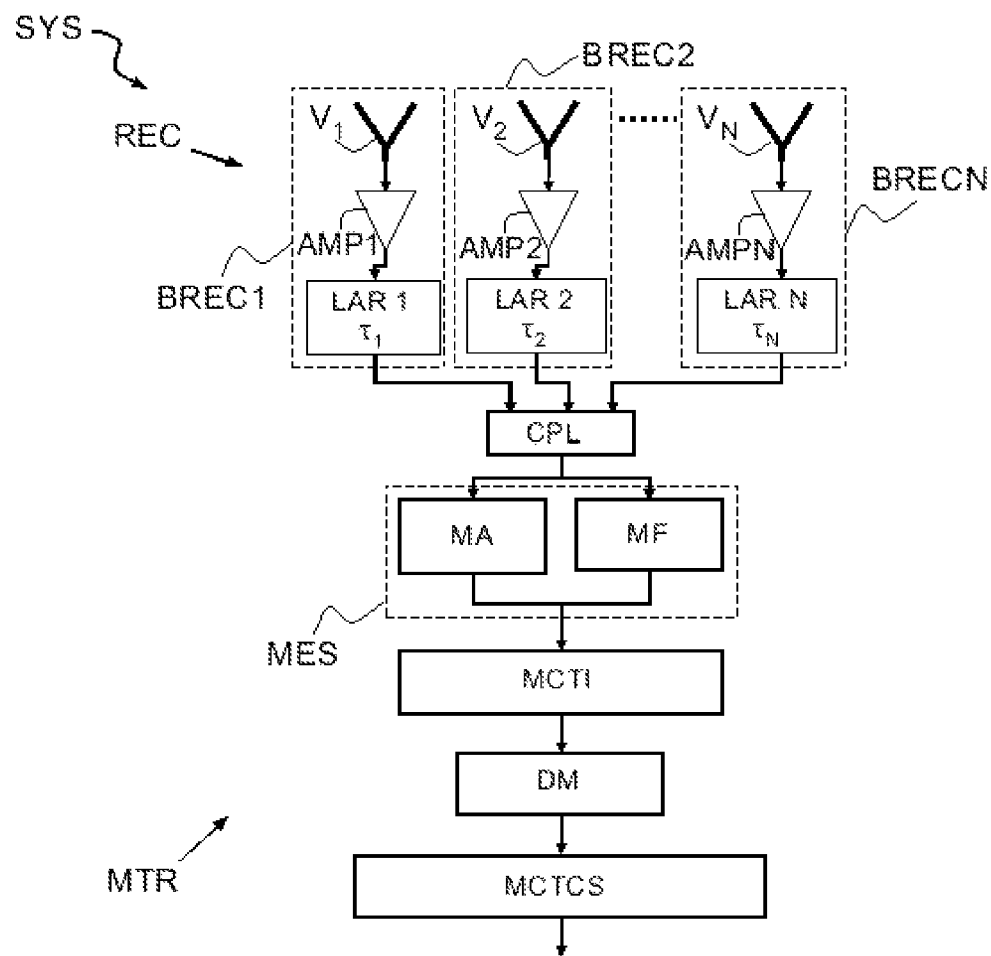 SYS
BREC2
REC
V1
V2
......
VN
BRECN
AMP1
AMP2
AMPN
BREC1
LAR 1
τ1
LAR 2
τ2
LAR N
τN
CPL
MA
MF
MES
MCTI
DM
MTR
MCTCS